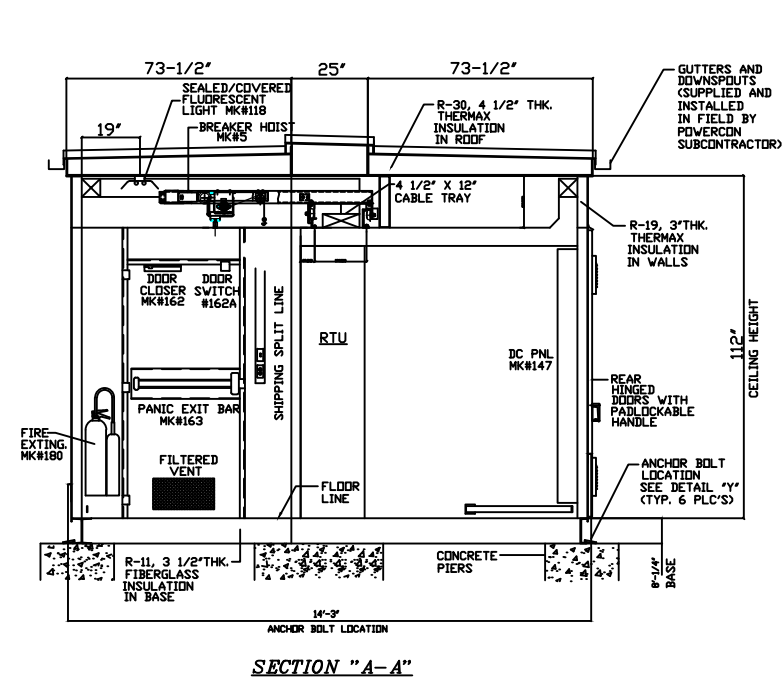 73-1/2"
25"
73-1/2"
GUTTERS AND
DOWNSPOUTS
(SUPPLIED AND
INSTALLED
IN FIELD BY
POWERCON
SUBCONTRACTOR)
SEALED/COVERED
FLUORESCENT
LIGHT MK#118
R-30, 4 1/2" THK.
THERMAX
INSULATION
IN ROOF
19"
BREAKER HOIST
MK#5
4 1/2" X 12"
CABLE TRAY
R-19, 3"THK.
THERMAX
INSULATION
IN WALLS
DOOR
CLOSER
MK#162
DOOR
SWITCH
#162A
SHIPPING SPLIT LINE
RTU
DC PNL
MK#147
112"
CEILING HEIGHT
REAR
HINGED
DOORS WITH
PADLOCKABLE
HANDLE
PANIC EXIT BAR
MK#163
FIRE
EXTING.
MK#180
FILTERED
VENT
FLOOR
LINE
ANCHOR BOLT
LOCATION
SEE DETAIL "Y"
(TYP. 6 PLC'S)
R-11, 3 1/2"THK.
FIBERGLASS
INSULATION
IN BASE
CONCRETE
PIERS
8'-1/4"
BASE
14'-3"
ANCHOR BOLT LOCATION
SECTION "A-A"